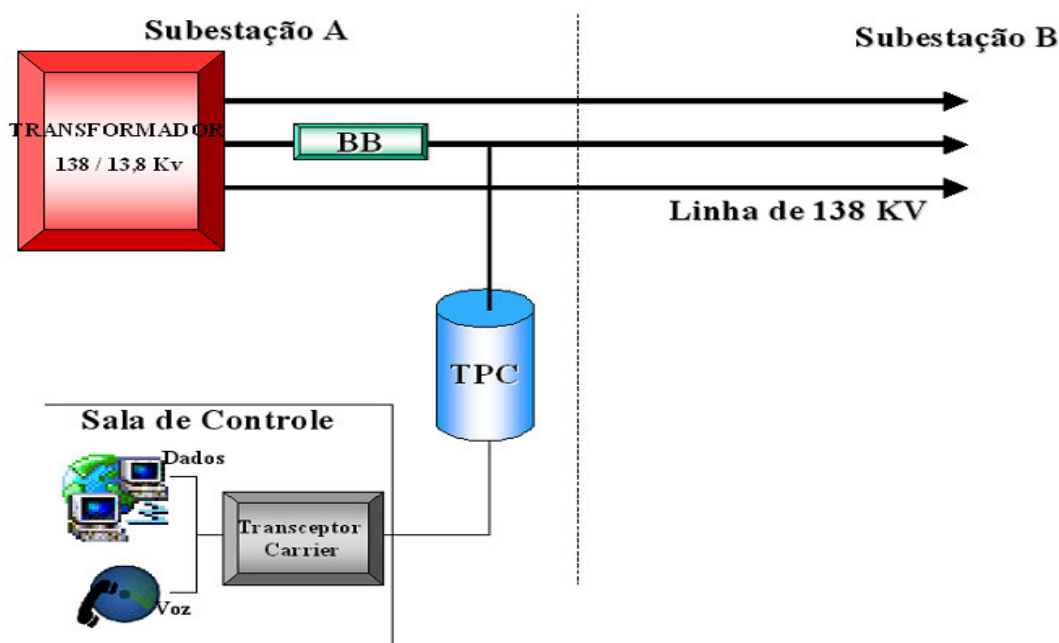 Subestação A
Subestação B
TRANSFORMADOR
138 / 13,8 Kv
BB
Linha de 138 KV
TPC
Sala de Controle
Dados
Transceptor
Carrier
Voz